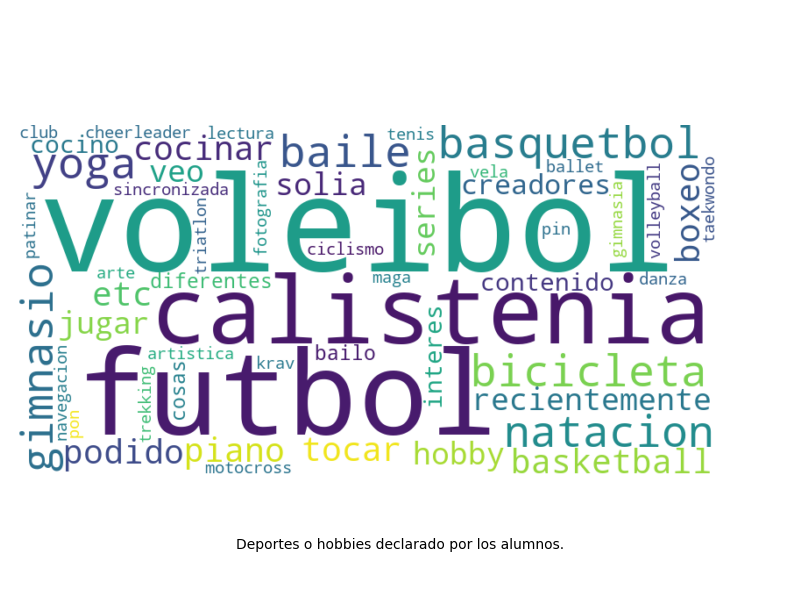 club cheerleader lectura tenis
cocino cocinar baile basquetbol
yoga veo solia series vela ballet creadores
sincronizada fotografia gimnasia volleyball boxeo taekwondo
patinar voleibol triatlon pin
ciclismo
arte diferentes maga contenido danza
etc calistenia
gimnasio jugar
artistica bailo interes
navegacion futbol krav bicicleta
trekking cosas recientemente
pon natacion
podido piano tocar hobby basketball
motocross
Deportes o hobbies declarado por los alumnos.